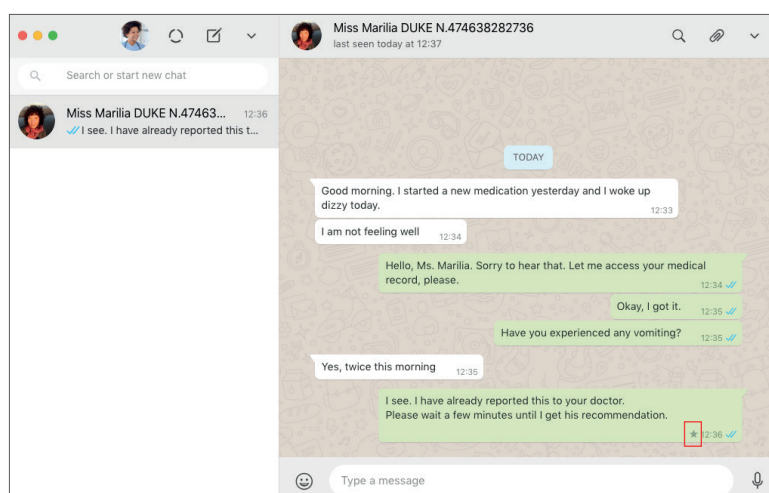 Miss Marilia DUKE N.474638282736
last seen today at 12:37
Search or start new chat
Miss Marilia DUKE N.47463... 12:36
I see. I have already reported this t...
TODAY
Good morning. I started a new medication yesterday and I woke up
dizzy today.
12:33
I am not feeling well 12:34
Hello, Ms. Marilia. Sorry to hear that. Let me access your medical
record, please.
12:34
Okay, I got it. 12:35
Have you experienced any vomiting? 12:35
Yes, twice this morning 12:35
I see. I have already reported this to your doctor.
Please wait a few minutes until I get his recommendation.
12:36
Type a message